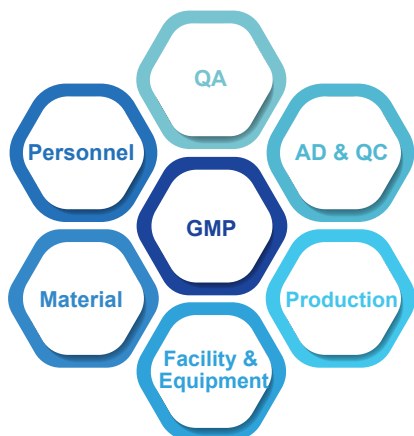 QA
Personnel
AD & QC
GMP
Material
Production
Facility &
Equipment